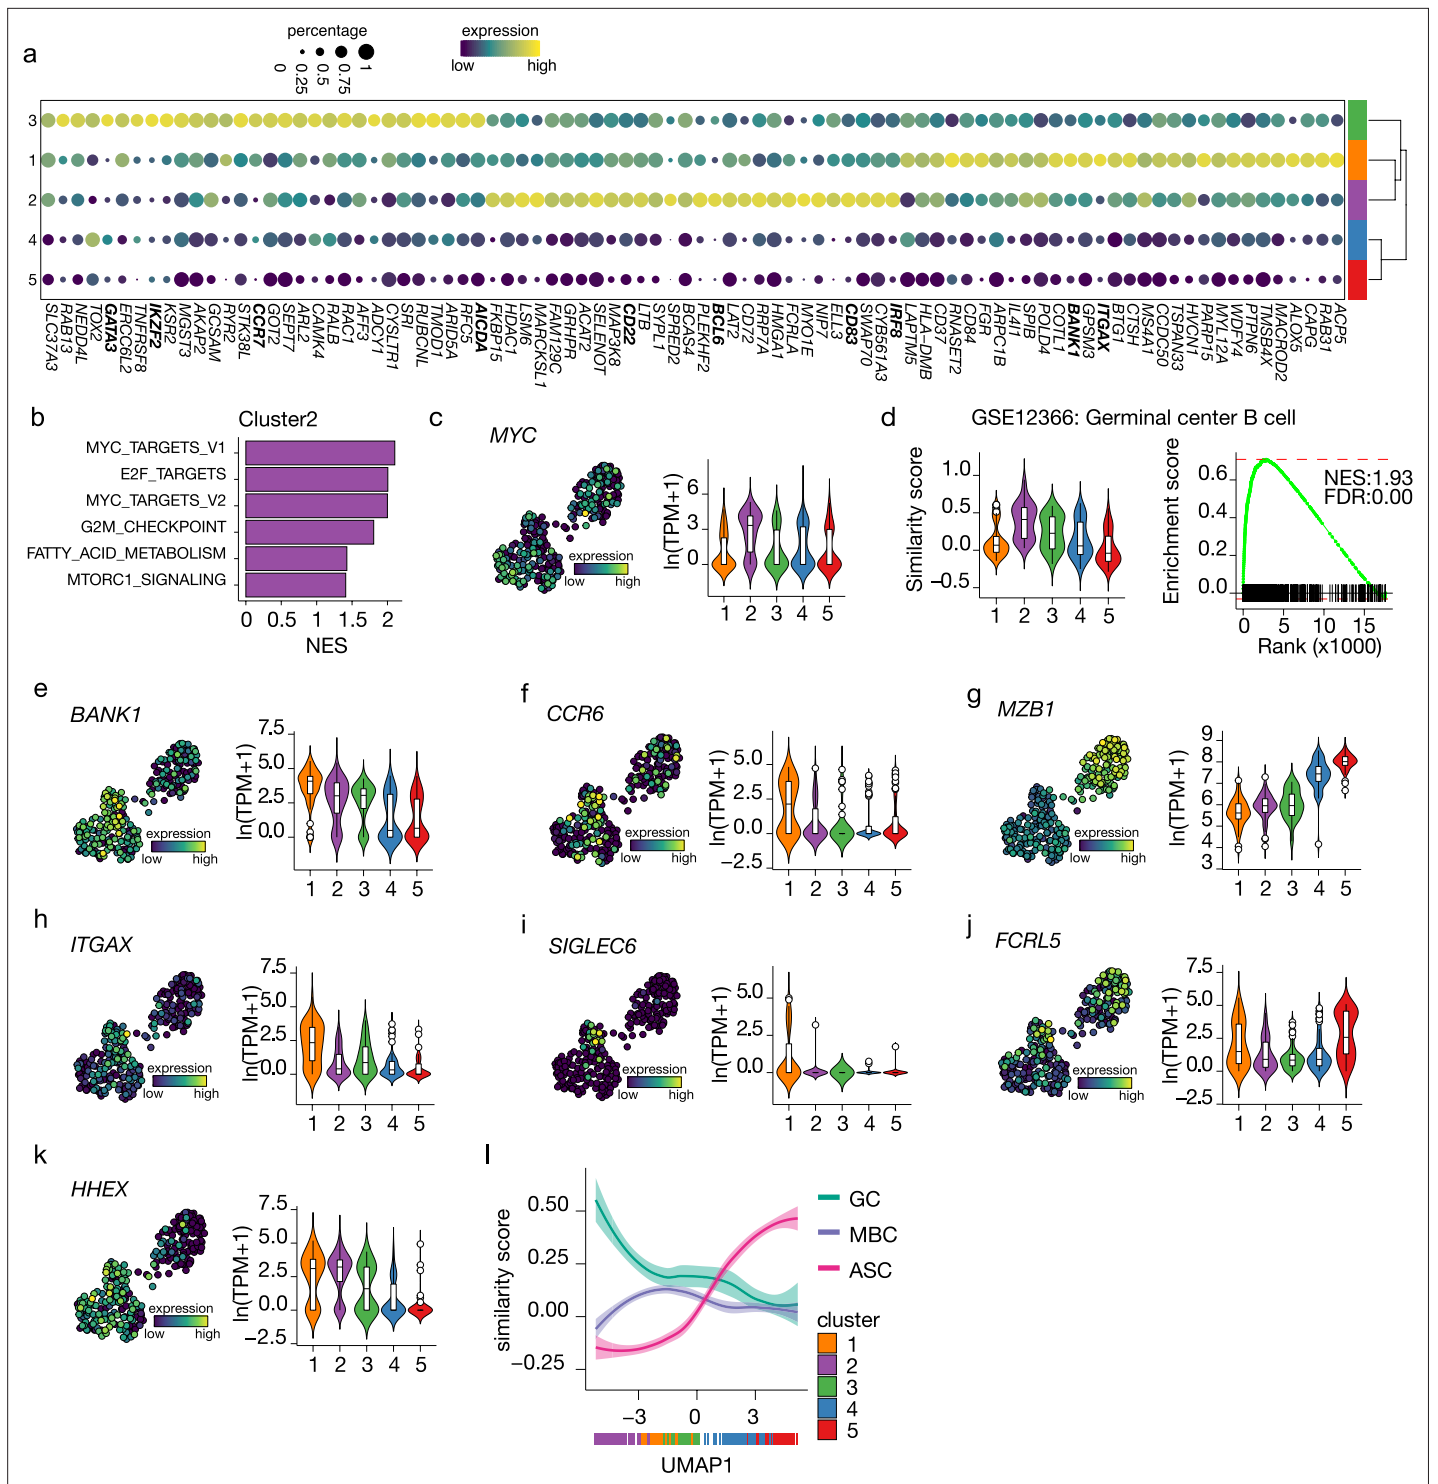 a
percentage
0
0.25
0.5
0.75
1
expression
low high
3
1
2
4
5
SLC37A3
RAB13
NEDD4L
TOX2
GATA3
ERCC6L2
TNFRSF8
IKZF2
KSR2
MGST3
AKAP2
GCSAM
RYR2
STK38L
CCR7
GOT2
SEPT7
ARL2
CAMK4
RALB
RAC1
AFF3
ADCY1
CYSLTR1
SRI
RUBCNL
TMOD1
ARID5A
RFC5
AICDA
FKBP15
HDAC1
LSM6
MARCKSL1
FAM129C
GRHPR
ACAT2
SELENOT
MAP3K8
CD22
LTB
SYPL1
SPRED2
BCAS4
PLEKHF2
BCL6
LAT2
CD72
RRP7A
HMGA1
FCRLA
MYO1E
NIP7
ELL3
CD83
SWAP70
CYB561A3
IRF8
LAPTM5
HLA-DMB
CD37
RNASET2
CD84
FGR
ARPC1B
IL4I1
SPIB
POLD4
COTL1
BANK1
GPSM3
ITGAX
BTG1
CTSH
MS4A1
CCDC50
TSPAN33
HVCN1
PARP15
MYL12A
WDFY4
PTPN6
TMSB4X
MACROD2
ALOX5
CAPG
RAB31
ACP5
b
Cluster2
MYC_TARGETS_V1
E2F_TARGETS
MYC_TARGETS_V2
G2M_CHECKPOINT
FATTY_ACID_METABOLISM
MTORC1_SIGNALING
0 0.5 1 1.5 2
NES
c
MYC
expression
low high
ln(TPM+1)
6
3
0
1 2 3 4 5
d
GSE12366: Germinal center B cell
Similarity score
1.0
0.5
0.0
−0.5
1 2 3 4 5
Enrichment score
0.6
0.4
0.2
0.0
NES:1.93
FDR:0.00
0 5 10 15
Rank (x1000)
e
BANK1
expression
low high
ln(TPM+1)
7.5
5.0
2.5
0.0
1 2 3 4 5
f
CCR6
expression
low high
ln(TPM+1)
5.0
2.5
0.0
−2.5
1 2 3 4 5
g
MZB1
expression
low high
ln(TPM+1)
9
8
7
6
5
4
3
1 2 3 4 5
h
ITGAX
expression
low high
ln(TPM+1)
7.5
5.0
2.5
0.0
1 2 3 4 5
i
SIGLEC6
expression
low high
ln(TPM+1)
5.0
2.5
0.0
1 2 3 4 5
j
FCRL5
expression
low high
ln(TPM+1)
7.5
5.0
2.5
0.0
−2.5
1 2 3 4 5
k
HHEX
expression
low high
ln(TPM+1)
7.5
5.0
2.5
0.0
−2.5
1 2 3 4 5
l
similarity score
0.50
0.25
0.00
−0.25
−3 0 3
UMAP1
GC
MBC
ASC
cluster
1
2
3
4
5